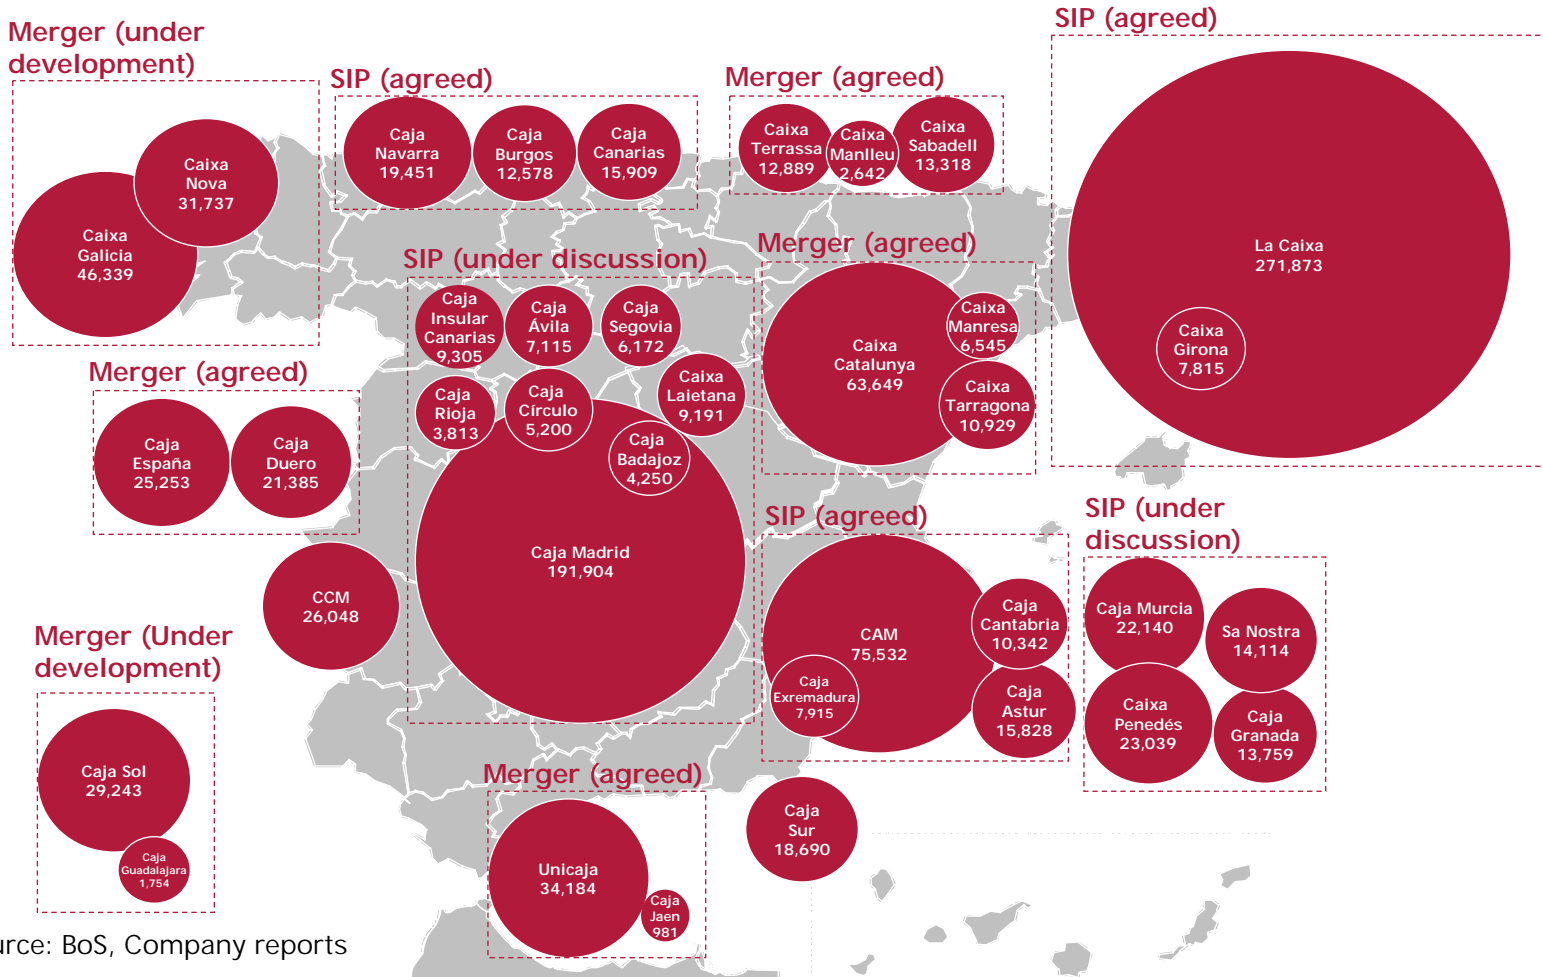 Merger (under
development)
Caixa
Nova
31,737
Caixa
Galicia
46,339
SIP (agreed)
Caja
Navarra
19,451
Caja
Burgos
12,578
Caja
Canarias
15,909
Merger (agreed)
Caixa
Terrassa
12,889
Caixa
Manlleu
2,642
Caixa
Sabadell
13,318
SIP (agreed)
La Caixa
271,873
Caixa
Girona
7,815
SIP (under discussion)
Caja
Insular
Canarias
9,305
Caja
Ávila
7,115
Caja
Segovia
6,172
Caja
Rioja
3,813
Caja
Círculo
5,200
Caixa
Laietana
9,191
Caja
Badajoz
4,250
Caja Madrid
191,904
Merger (agreed)
Caixa
Catalunya
63,649
Caixa
Manresa
6,545
Caixa
Tarragona
10,929
Merger (agreed)
Caja
España
25,253
Caja
Duero
21,385
CCM
26,048
SIP (agreed)
CAM
75,532
Caja
Cantabria
10,342
Caja
Exremadura
7,915
Caja
Astur
15,828
SIP (under
discussion)
Caja Murcia
22,140
Sa Nostra
14,114
Caixa
Penedés
23,039
Caja
Granada
13,759
Merger (Under
development)
Caja Sol
29,243
Caja
Guadalajara
1,754
Merger (agreed)
Unicaja
34,184
Caja
Jaen
981
Caja
Sur
18,690
urce: BoS, Company reports